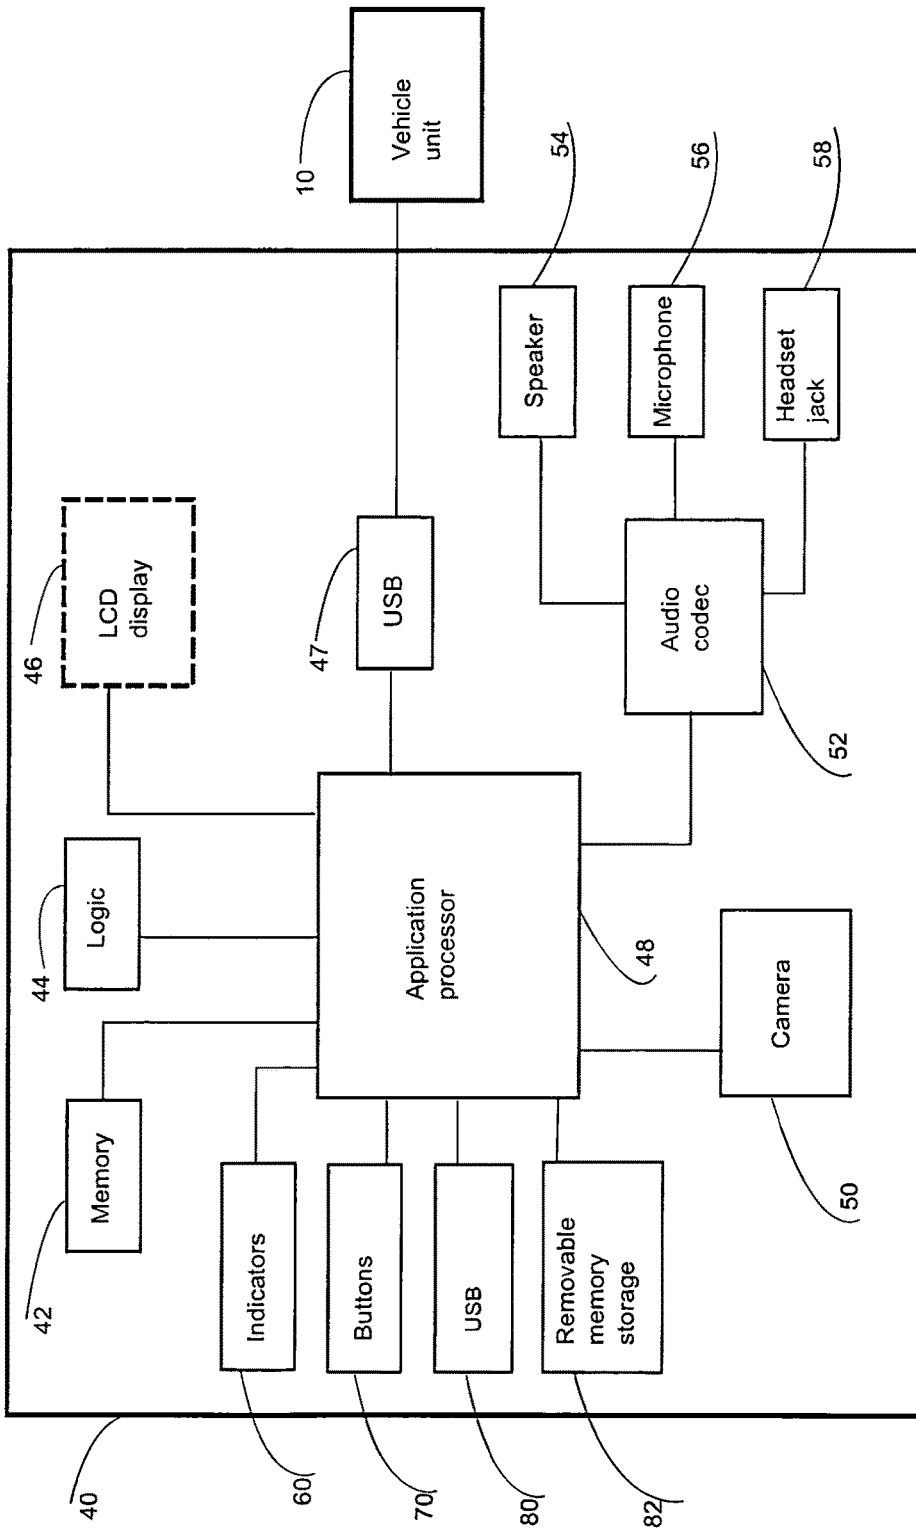 42
44
46
40
Memory
Logic
LCD
display
60
Indicators
10
47
70
Buttons
USB
Vehicle
unit
Application
processor
80
USB
54
Speaker
82
Removable
memory
storage
48
Audio
codec
Microphone
56
50
Camera
52
Headset
jack
58